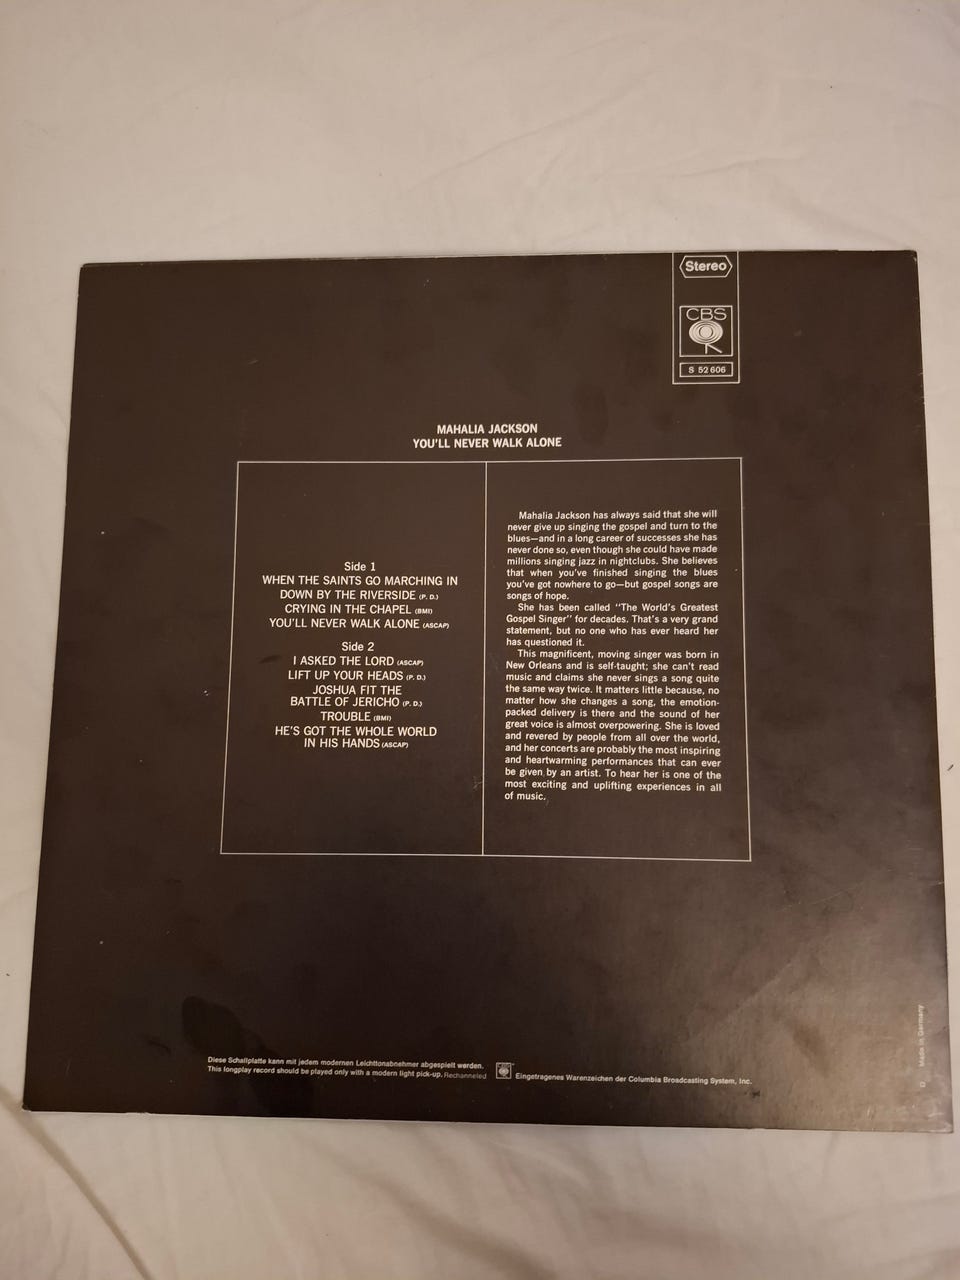 Stereo
CBS
S 52 606
MAHALIA JACKSON
YOU'LL NEVER WALK ALONE
Side 1
WHEN THE SAINTS GO MARCHING IN
DOWN BY THE RIVERSIDE (P. D.)
CRYING IN THE CHAPEL (BMI)
YOU'LL NEVER WALK ALONE (ASCAP)
Side 2
I ASKED THE LORD (ASCAP)
LIFT UP YOUR HEADS (P. D.)
JOSHUA FIT THE
BATTLE OF JERICHO (P. D.)
TROUBLE (BMI)
HE'S GOT THE WHOLE WORLD
IN HIS HANDS (ASCAP)
Mahalia Jackson has always said that she will
never give up singing the gospel and turn to the
blues—and in a long career of successes she has
never done so, even though she could have made
millions singing jazz in nightclubs. She believes
that when you've finished singing the blues
you've got nowhere to go—but gospel songs are
songs of hope.
She has been called "The World's Greatest
Gospel Singer" for decades. That's a very grand
statement, but no one who has ever heard her
has questioned it.
This magnificent, moving singer was born in
New Orleans and is self-taught; she can't read
music and claims she never sings a song quite
the same way twice. It matters little because, no
matter how she changes a song, the emotion-
packed delivery is there and the sound of her
great voice is almost overpowering. She is loved
and revered by people from all over the world,
and her concerts are probably the most inspiring
and heartwarming performances that can ever
be given by an artist. To hear her is one of the
most exciting and uplifting experiences in all
of music.
Diese Schallplatte kann mit jedem modernen Leichttonabnehmer abgespielt werden.
This longplay record should be played only with a modern light pick-up. Rechanneled
Eingetragenes Warenzeichen der Columbia Broadcasting System, Inc.
Made in Germany